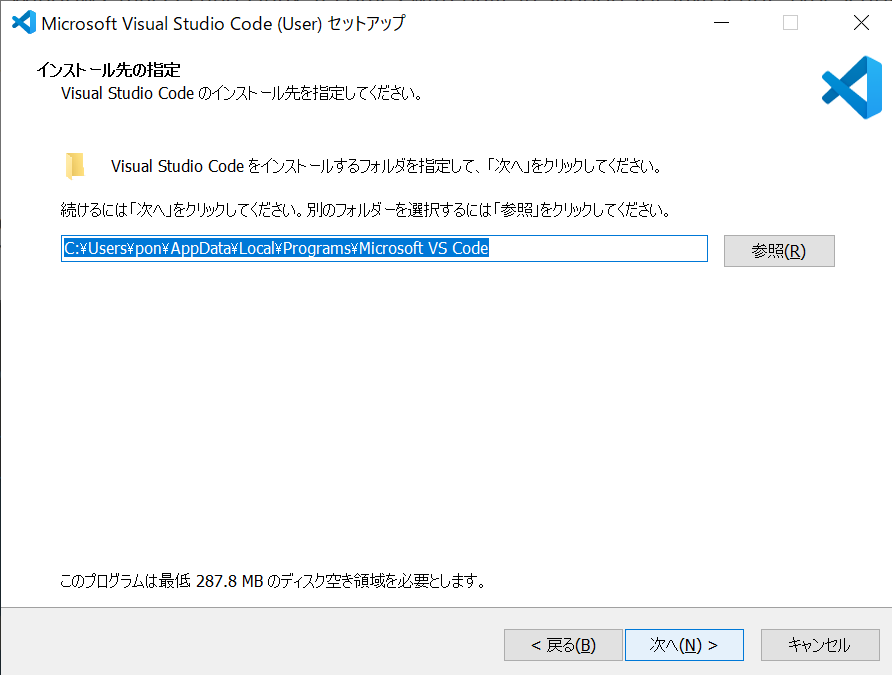 Microsoft Visual Studio Code (User) セットアップ
インストール先の指定
Visual Studio Code のインストール先を指定してください。
Visual Studio Code をインストールするフォルダを指定して、「次へ」をクリックしてください。
続けるには「次へ」をクリックしてください。別のフォルダーを選択するには「参照」をクリックしてください。
C:¥Users¥pon¥AppData¥Local¥Programs¥Microsoft VS Code
参照(R)
このプログラムは最低 287.8 MB のディスク空き領域を必要とします。
< 戻る(B)
次へ(N) >
キャンセル